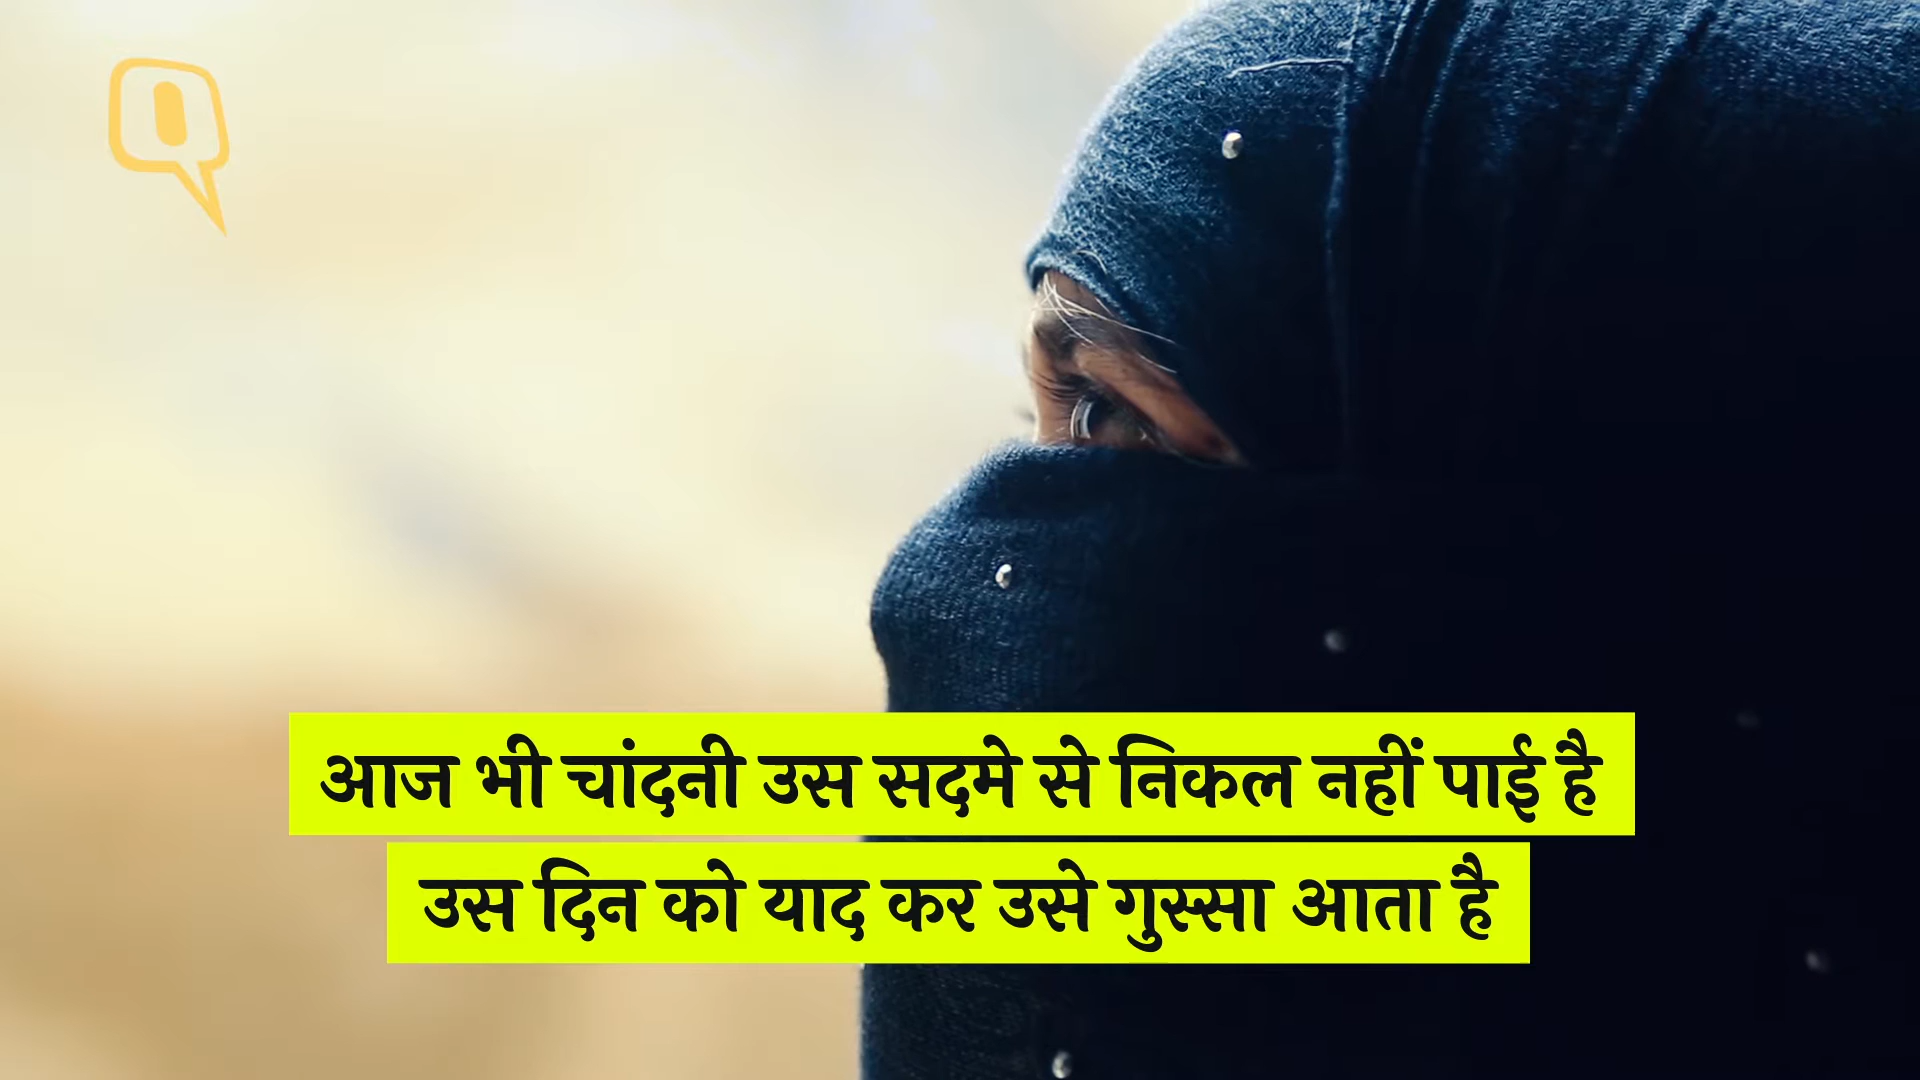 आज भी चांदनी उस सदमे से निकल नहीं पाई है
उस दिन को याद कर उसे गुस्सा आता है